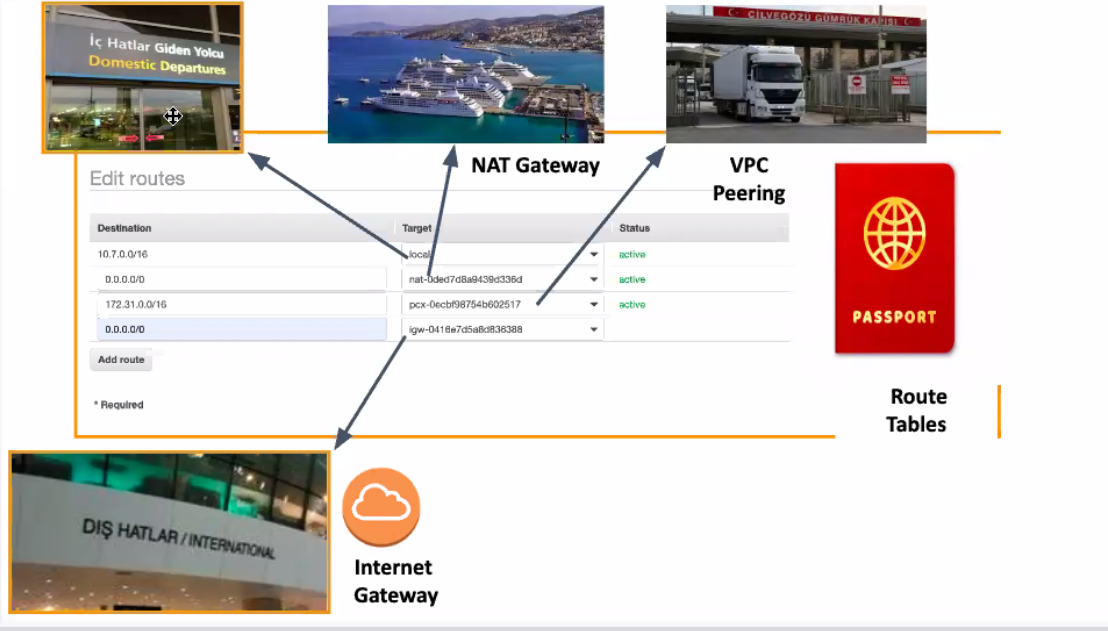 İç Hatlar Giden Yolcu
Domestic Departures
CİLVEGÖZÜ GÜMRÜK KAPISI
NAT Gateway
VPC
Peering
Edit routes
Destination
Target
Status
10.7.0.0/16
local
active
0.0.0.0/0
nat-0ded7d8a9439d336d
active
172.31.0.0/16
pcx-0ecbf98754b602517
active
0.0.0.0/0
igw-0416e7d5a8d836388
Add route
* Required
PASSPORT
Route
Tables
DIŞ HATLAR / INTERNATIONAL
Internet
Gateway